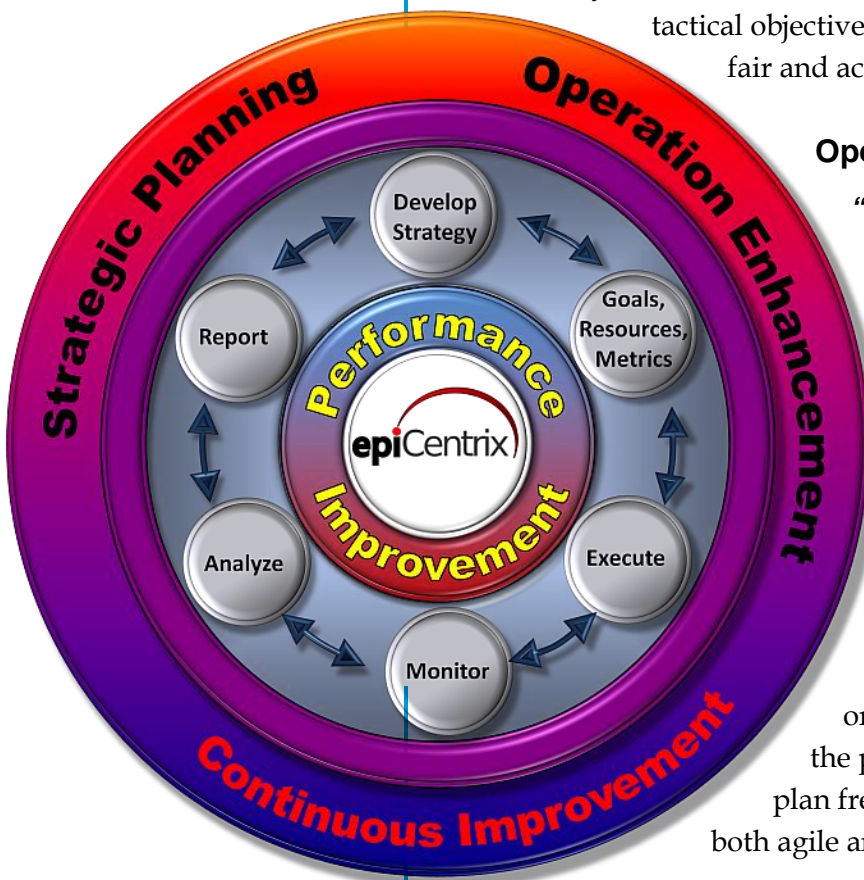 tactical objective
fair and ac
Ope
“
Strategic Planning
Operation Enhancement
Develop
Strategy
Goals,
Resources,
Metrics
Report
Performance
epiCentrix
Improvement
Analyze
Execute
Monitor
Continuous Improvement
or
the p
plan fre
both agile ar